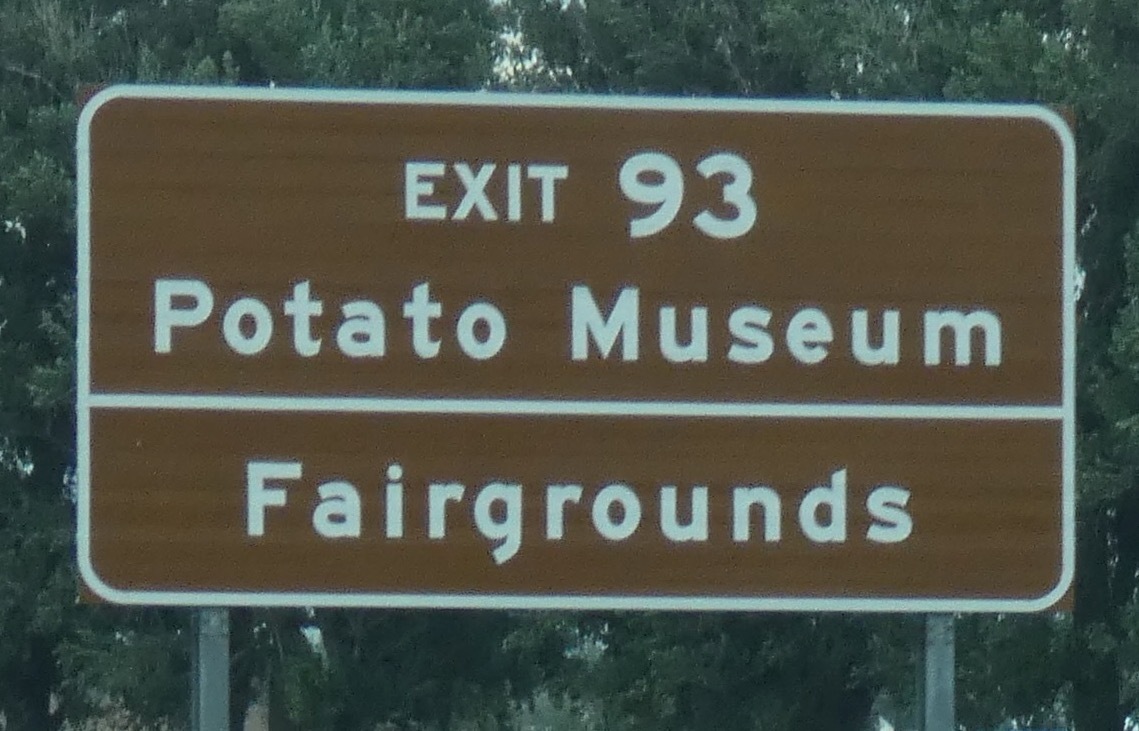 EXIT 93
Potato Museum
Fairgrounds